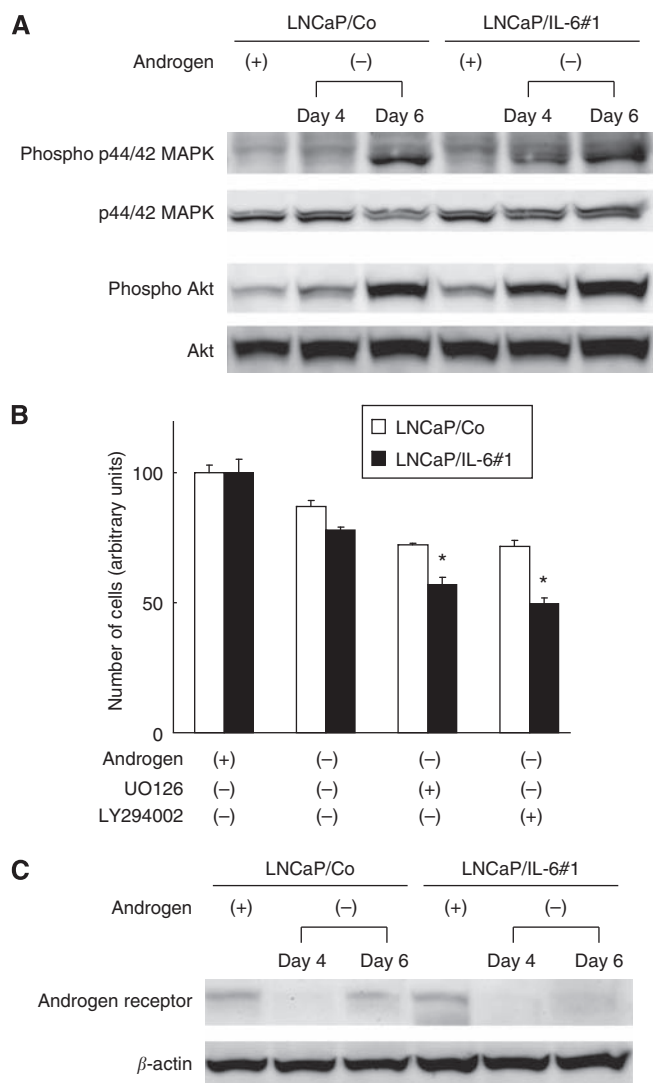 A
LNCaP/Co LNCaP/IL-6#1
Androgen (+) (–) (+) (–)
Day 4 Day 6 Day 4 Day 6
Phospho p44/42 MAPK
p44/42 MAPK
Phospho Akt
Akt
B
LNCaP/Co
LNCaP/IL-6#1
Number of cells (arbitrary units)
100
50
0
* *
Androgen (+) (–) (–) (–)
UO126 (–) (–) (+) (–)
LY294002 (–) (–) (–) (+)
C
LNCaP/Co LNCaP/IL-6#1
Androgen (+) (–) (+) (–)
Day 4 Day 6 Day 4 Day 6
Androgen receptor
β-actin